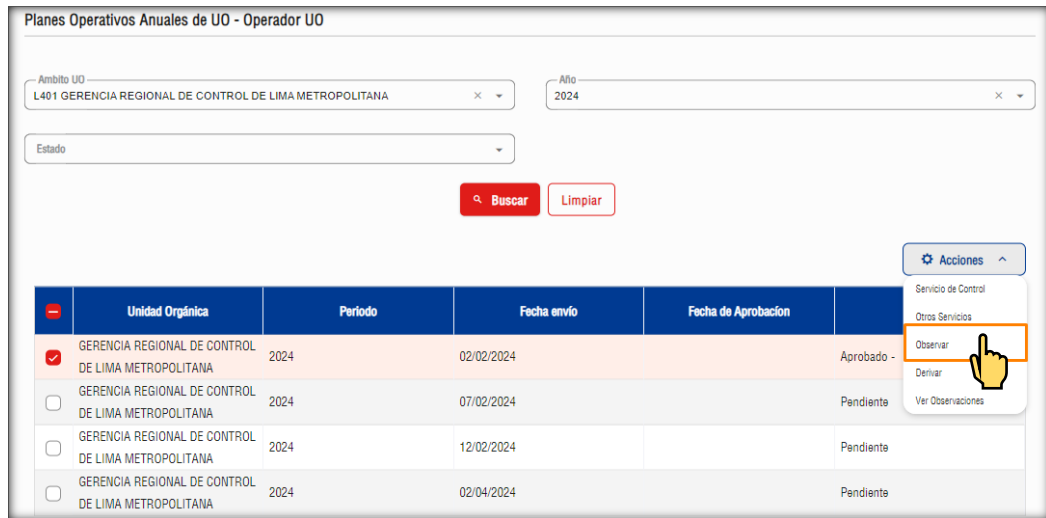 Planes Operativos Anuales de UO - Operador UO
Ambito UO
L401 GERENCIA REGIONAL DE CONTROL DE LIMA METROPOLITANA
Año
2024
Estado
Buscar
Limpiar
Acciones
Servicio de Control
Otros Servicios
Observar
Derivar
Ver Observaciones
Unidad Orgánica Periodo Fecha envío Fecha de Aprobacíon
GERENCIA REGIONAL DE CONTROL
DE LIMA METROPOLITANA
2024 02/02/2024 Aprobado -
GERENCIA REGIONAL DE CONTROL
DE LIMA METROPOLITANA
2024 07/02/2024 Pendiente
GERENCIA REGIONAL DE CONTROL
DE LIMA METROPOLITANA
2024 12/02/2024 Pendiente
GERENCIA REGIONAL DE CONTROL
DE LIMA METROPOLITANA
2024 02/04/2024 Pendiente